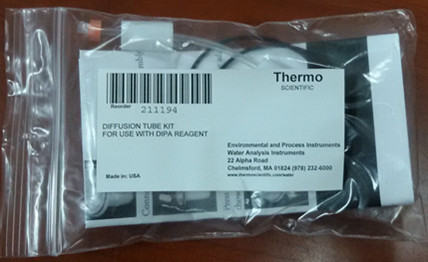 Thermo
SCIENTIFIC
Reorder
211194
DIFFUSION TUBE KIT
FOR USE WITH DIPA REAGENT
Environmental and Process Instruments
Water Analysis Instruments
22 Alpha Road
Chelmsford, MA 01824 (978) 232-6000
www.thermoscientific.com/water
Made in: USA